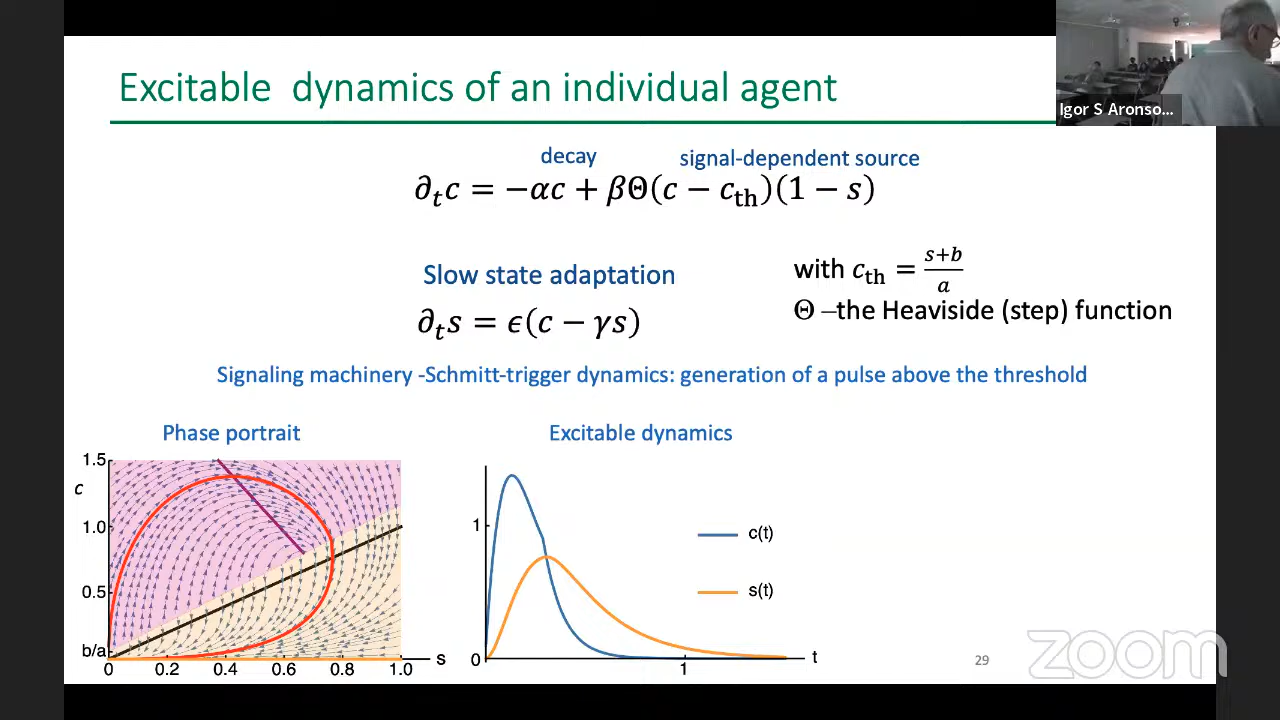 Igor S Aronso...
Excitable dynamics of an individual agent
decay signal-dependent source
∂ₜc = −αc + βΘ(c − c_th)(1 − s)
Slow state adaptation
with c_th = (s+b)/a
Θ –the Heaviside (step) function
∂ₜs = ϵ(c − γs)
Signaling machinery -Schmitt-trigger dynamics: generation of a pulse above the threshold
Phase portrait
Excitable dynamics
1.5
c
1.0
0.5
b/a
0 0.2 0.4 0.6 0.8 1.0
s
1
0
1
t
c(t)
s(t)
29
zoom